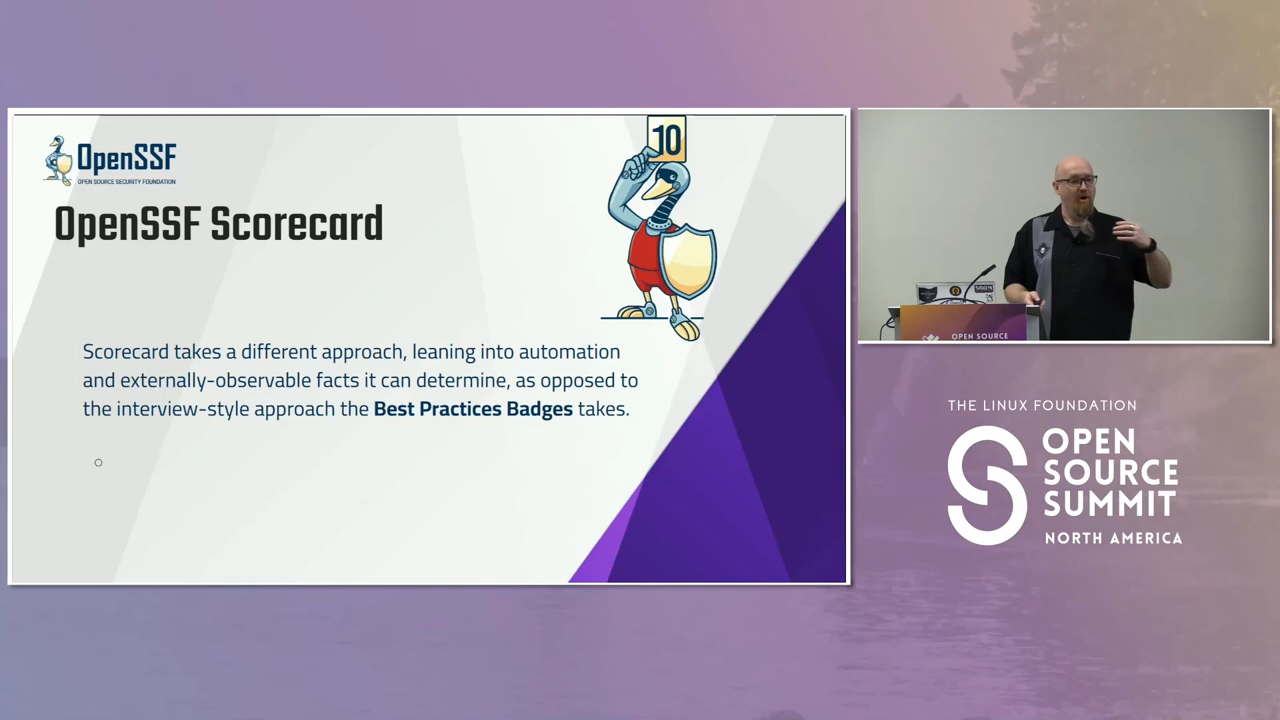 OpenSSF
OPEN SOURCE SECURITY FOUNDATION
10
OpenSSF Scorecard
Scorecard takes a different approach, leaning into automation
and externally-observable facts it can determine, as opposed to
the interview-style approach the Best Practices Badges takes.
OPEN SOURCE
THE LINUX FOUNDATION
OPEN
SOURCE
SUMMIT
NORTH AMERICA